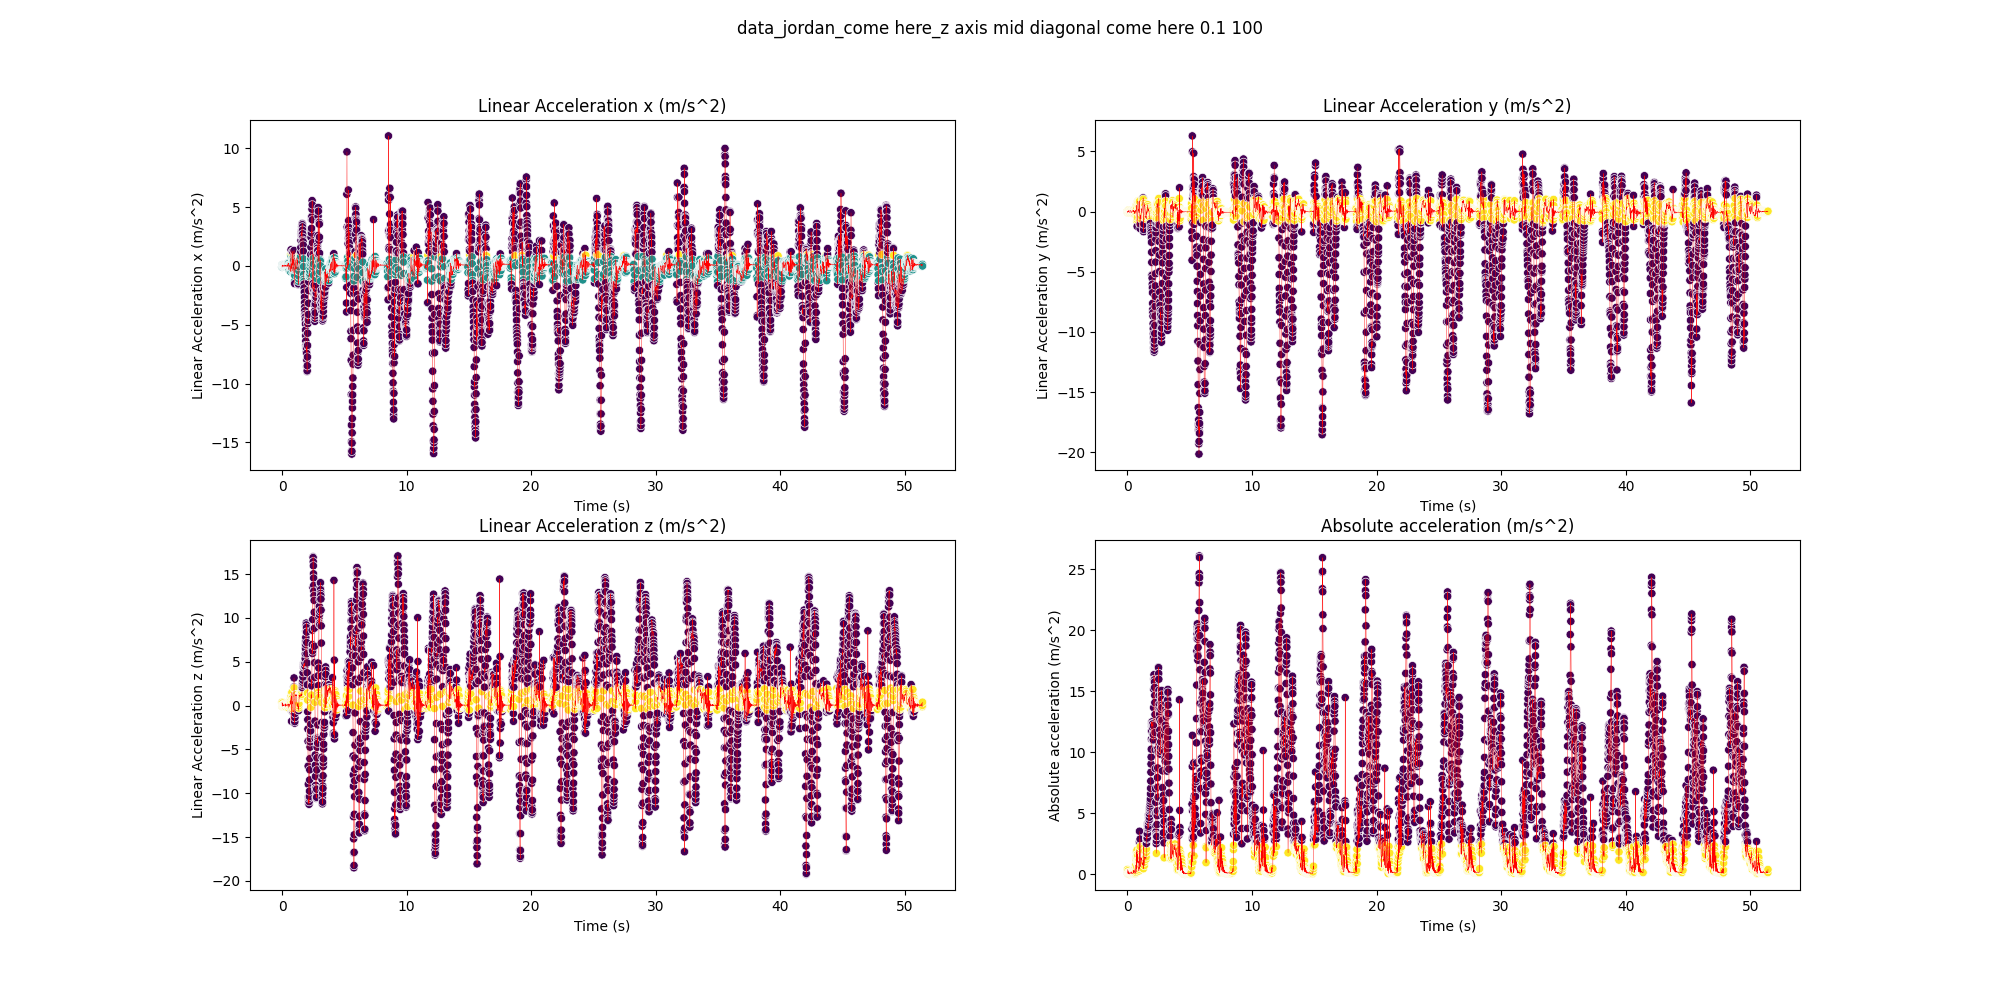 data_jordan_come here_z axis mid diagonal come here 0.1 100
Linear Acceleration x (m/s^2)
Linear Acceleration x (m/s^2)
10
5
0
−5
−10
−15
0 10 20 30 40 50
Time (s)
Linear Acceleration y (m/s^2)
Linear Acceleration y (m/s^2)
5
0
−5
−10
−15
−20
0 10 20 30 40 50
Time (s)
Linear Acceleration z (m/s^2)
Linear Acceleration z (m/s^2)
15
10
5
0
−5
−10
−15
−20
0 10 20 30 40 50
Time (s)
Absolute acceleration (m/s^2)
Absolute acceleration (m/s^2)
25
20
15
10
5
0
0 10 20 30 40 50
Time (s)